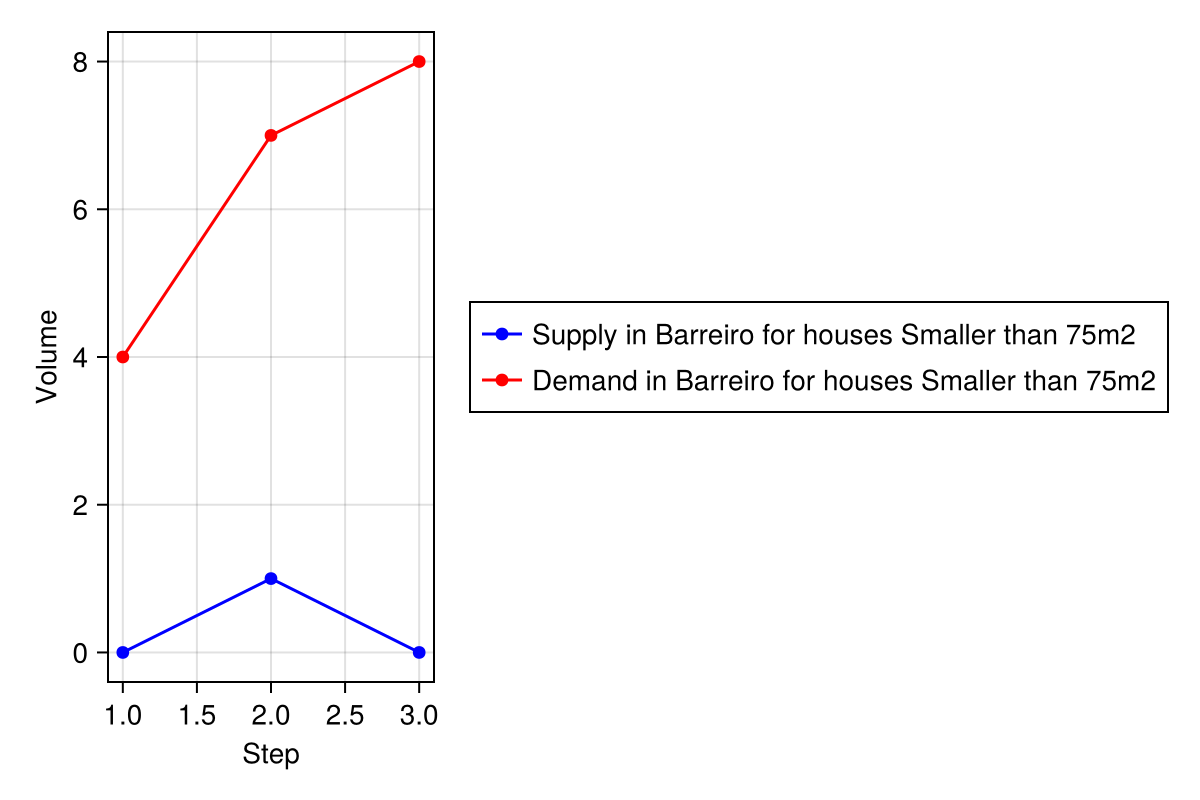 8
6
4
2
0
Volume
1.0 1.5 2.0 2.5 3.0
Step
Supply in Barreiro for houses Smaller than 75m2
Demand in Barreiro for houses Smaller than 75m2